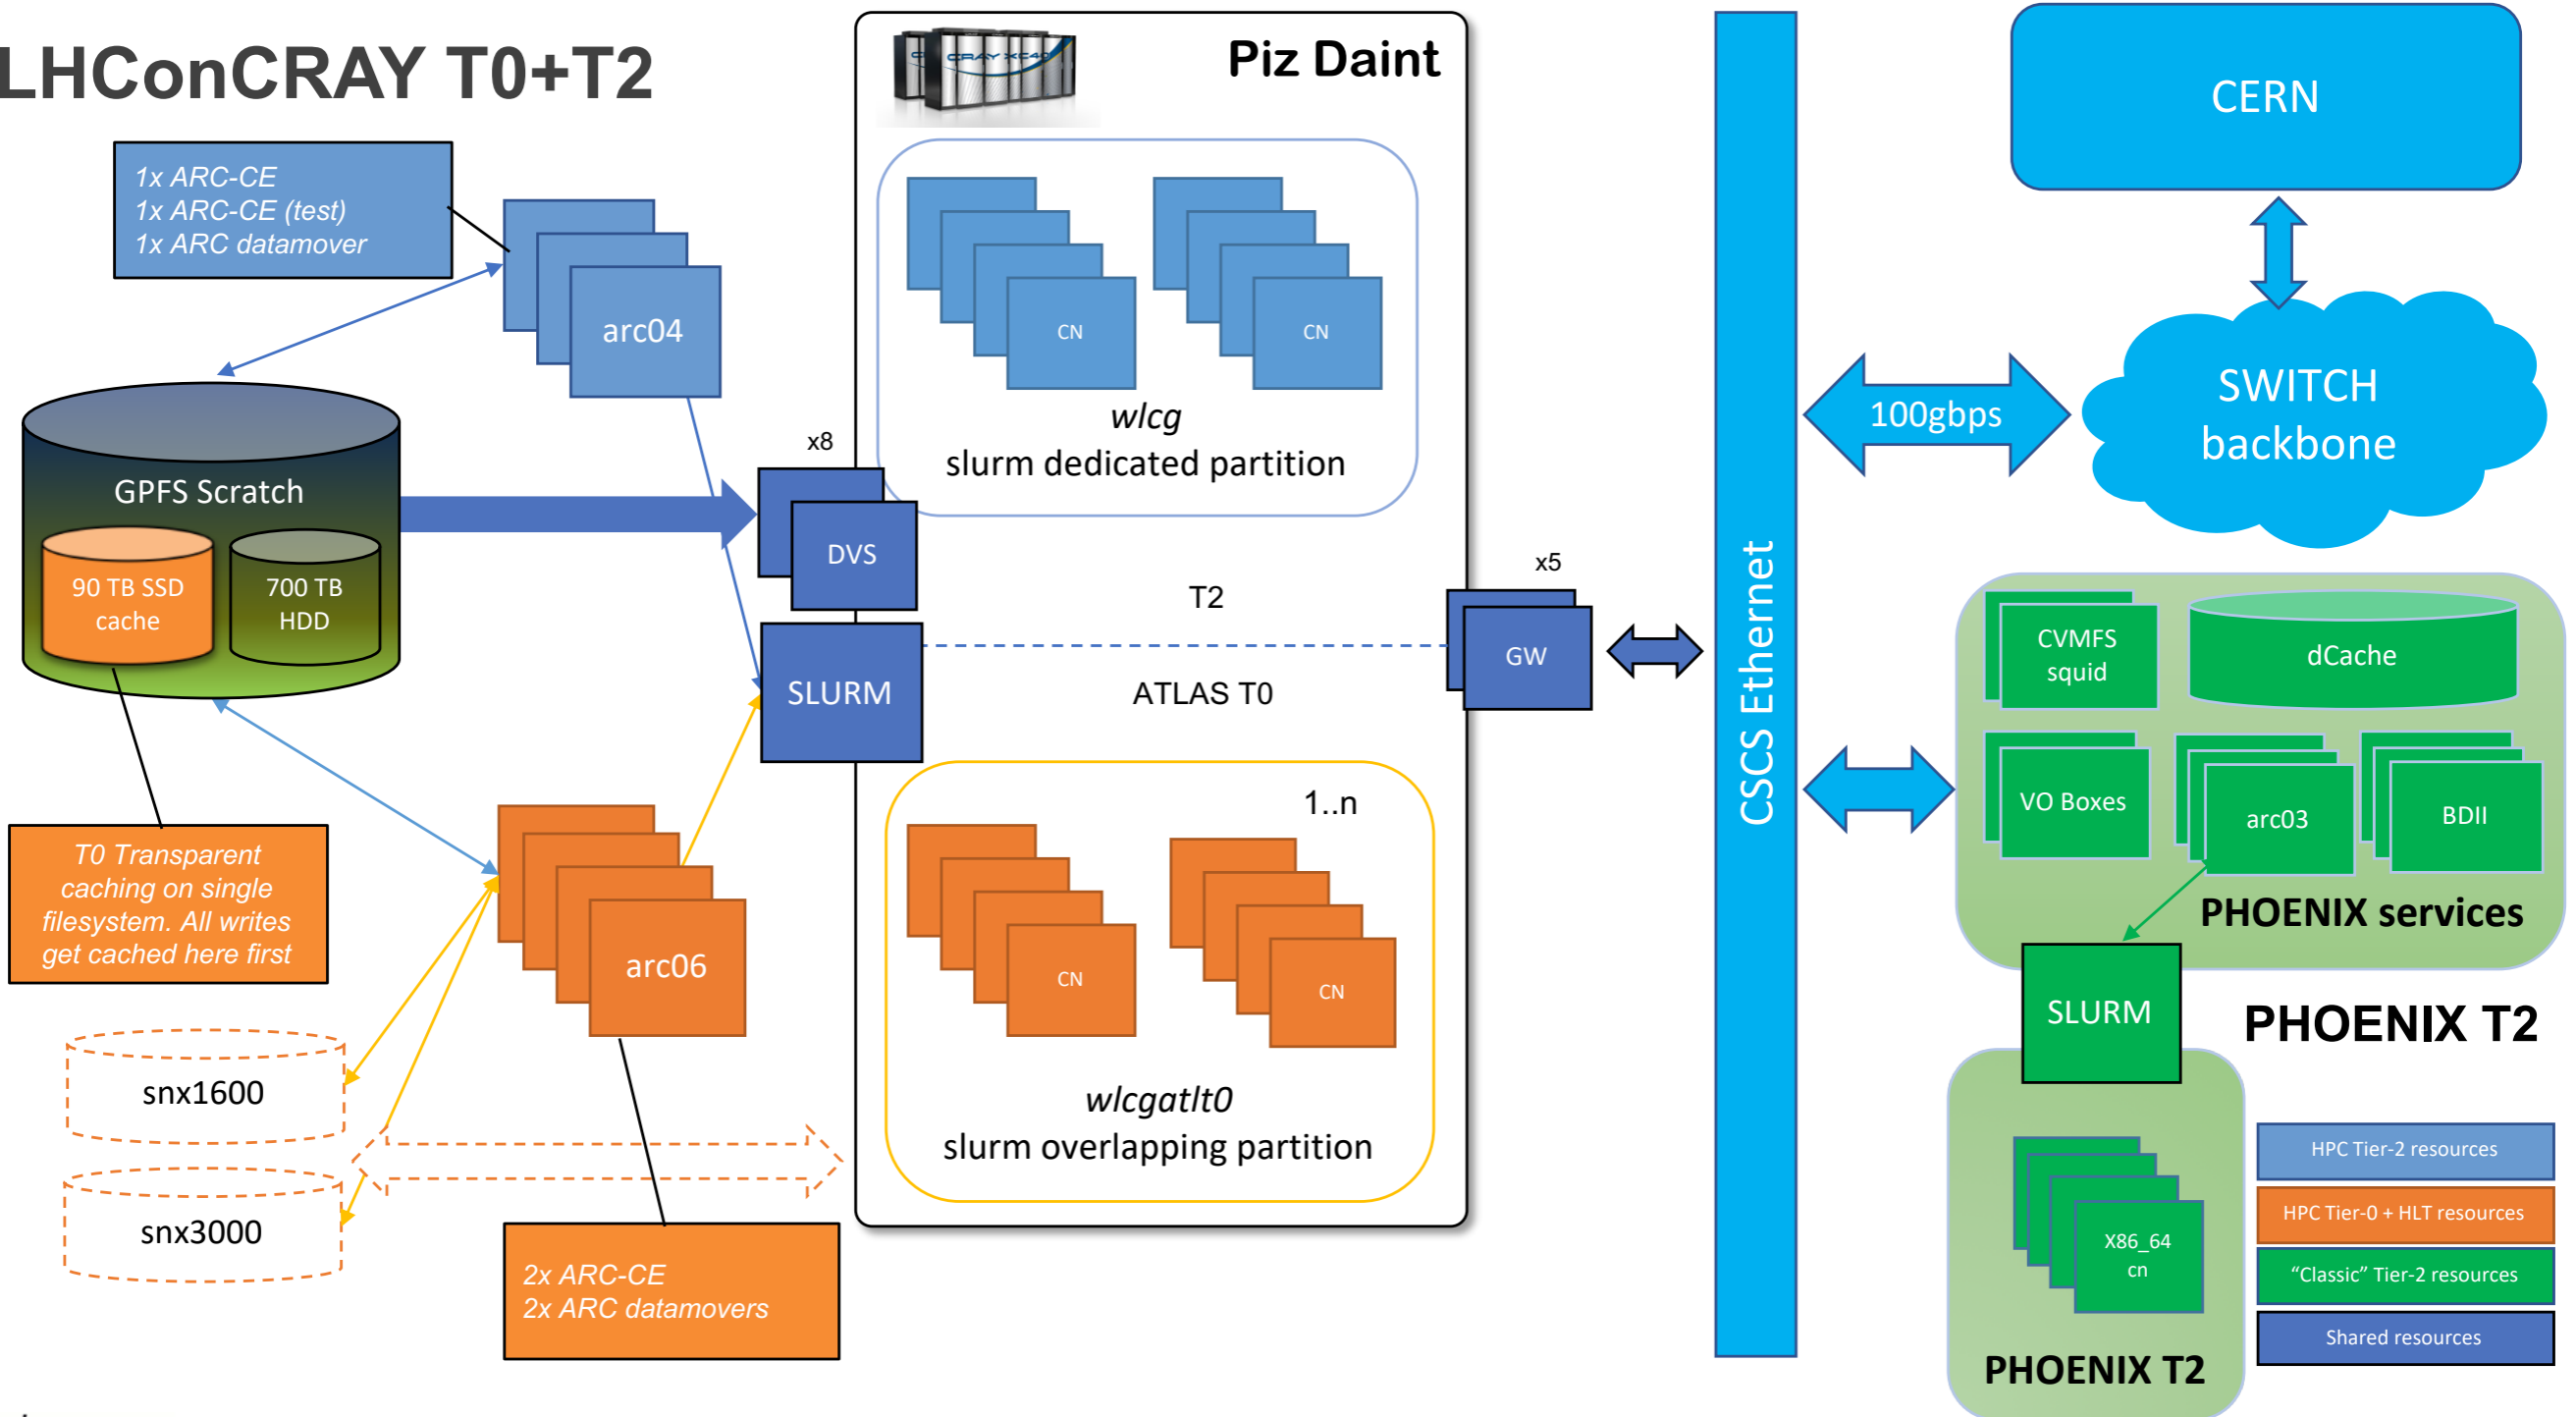 LHConCRAY T0+T2
Piz Daint
CRAY XC40
CERN
1x ARC-CE
1x ARC-CE (test)
1x ARC datamover
arc04
CN
CN
wlcg
slurm dedicated partition
x8
GPFS Scratch
90 TB SSD
cache
700 TB
HDD
DVS
T2
SLURM
ATLAS T0
x5
GW
CSCS Ethernet
100gbps
SWITCH
backbone
CVMFS
squid
dCache
VO Boxes
arc03
BDII
PHOENIX services
SLURM
PHOENIX T2
X86_64
cn
PHOENIX T2
T0 Transparent
caching on single
filesystem. All writes
get cached here first
arc06
1..n
CN
CN
wlcgatlt0
slurm overlapping partition
snx1600
snx3000
2x ARC-CE
2x ARC datamovers
HPC Tier-2 resources
HPC Tier-0 + HLT resources
“Classic” Tier-2 resources
Shared resources